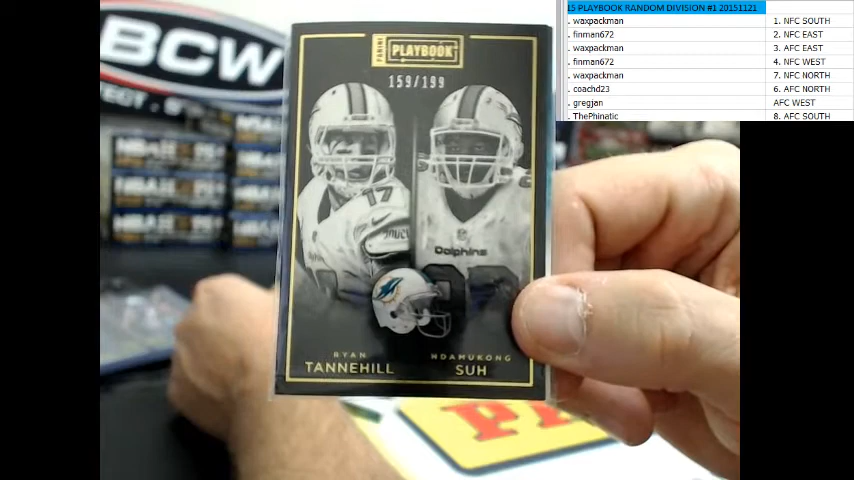 15 PLAYBOOK RANDOM DIVISION #1 20151121
. waxpackman 1. NFC SOUTH
. finman672 2. NFC EAST
. waxpackman 3. AFC EAST
. finman672 4. NFC WEST
. waxpackman 7. NFC NORTH
. coachd23 6. AFC NORTH
. gregjan AFC WEST
. ThePhinatic 8. AFC SOUTH
BCW
PANINI PLAYBOOK
159/199
17
Dolphins
RYAN NDAMUKONG
TANNEHILL SUH